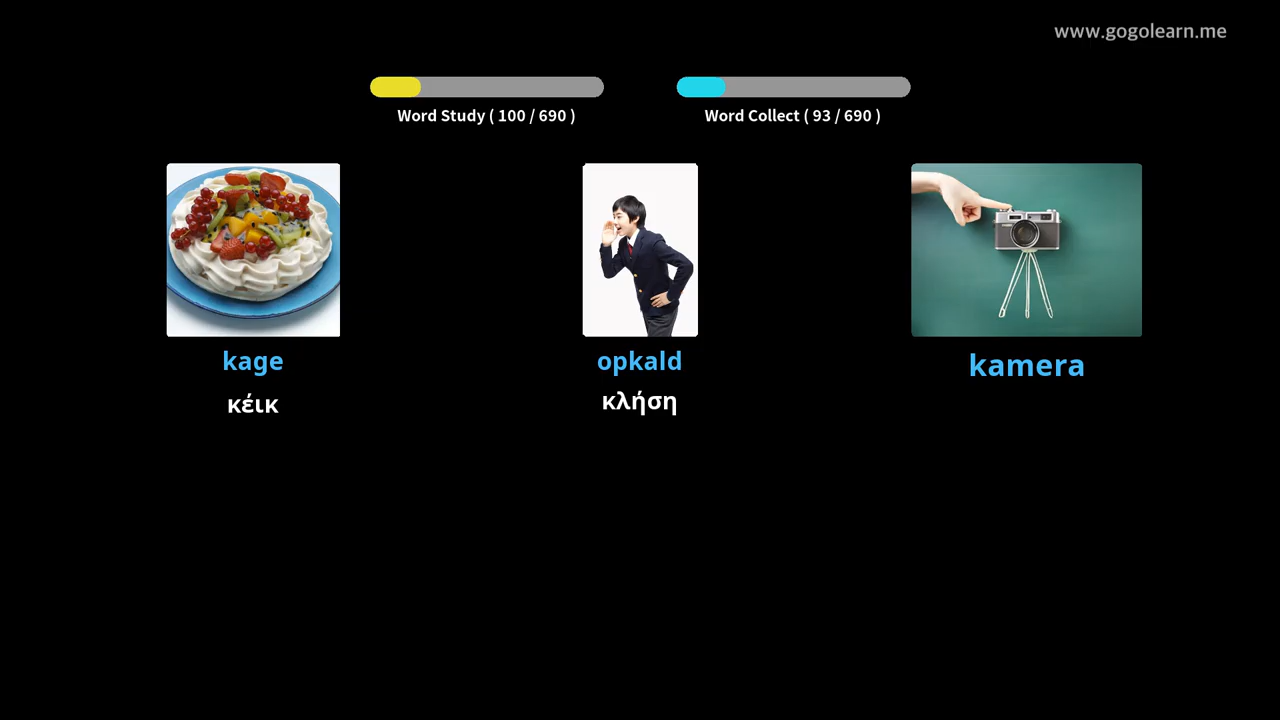 www.gogolearn.me
Word Study ( 100 / 690 )
Word Collect ( 93 / 690 )
kage
opkald
kamera
κέικ
κλήση